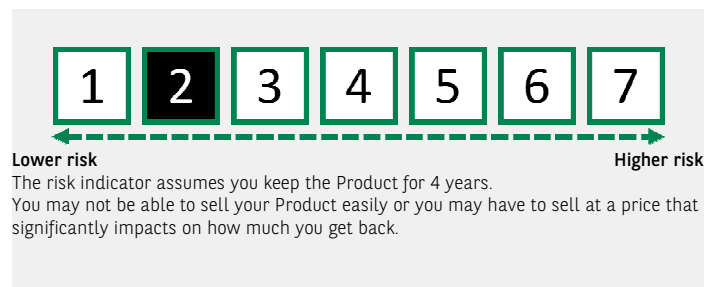 1 2 3 4 5 6 7
Lower risk Higher risk
The risk indicator assumes you keep the Product for 4 years.
You may not be able to sell your Product easily or you may have to sell at a price that
significantly impacts on how much you get back.